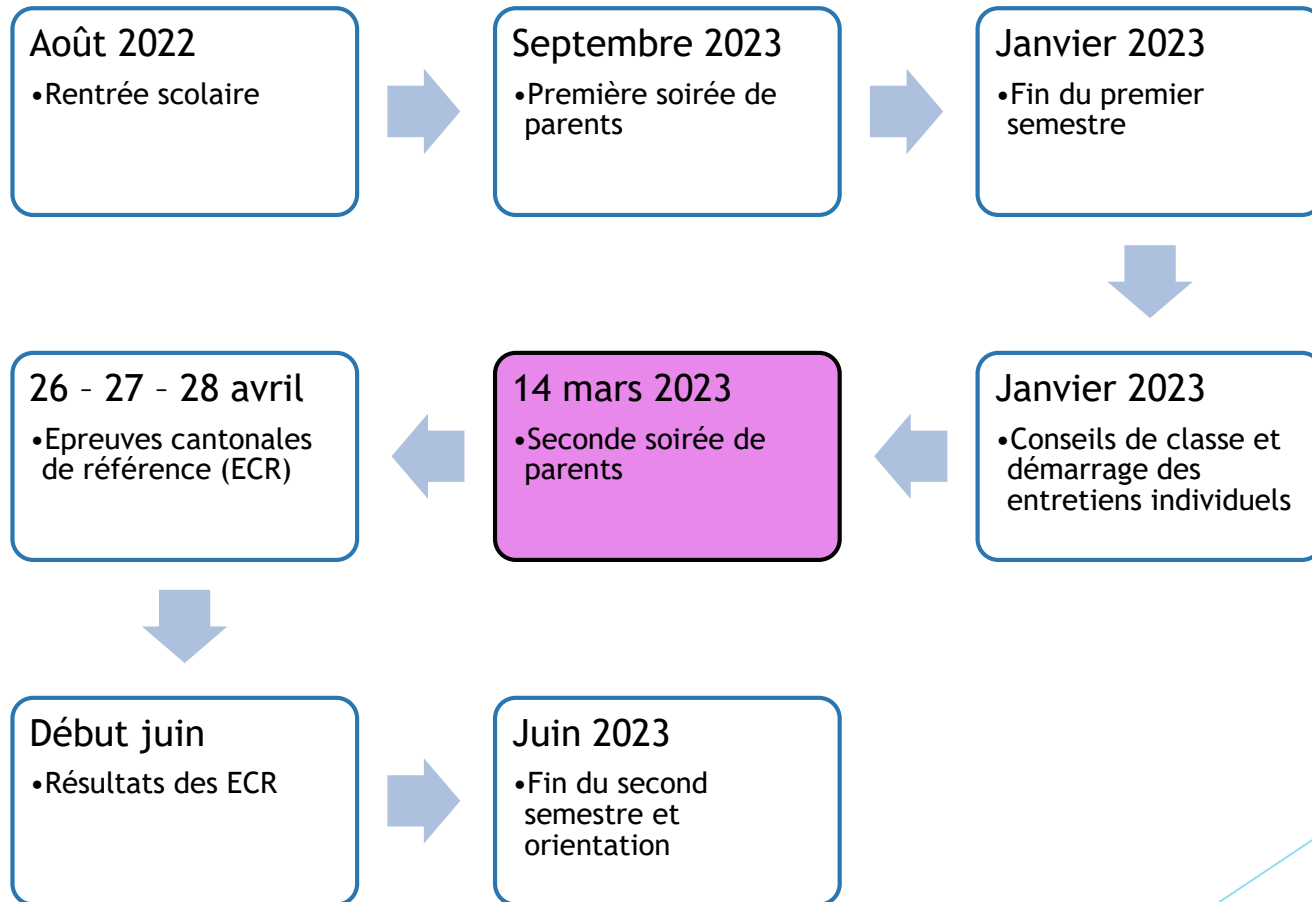 Août 2022
•Rentrée scolaire
Septembre 2023
•Première soirée de
parents
Janvier 2023
•Fin du premier
semestre
Janvier 2023
•Conseils de classe et
démarrage des
entretiens individuels
14 mars 2023
•Seconde soirée de
parents
26 – 27 – 28 avril
•Epreuves cantonales
de référence (ECR)
Début juin
•Résultats des ECR
Juin 2023
•Fin du second
semestre et
orientation